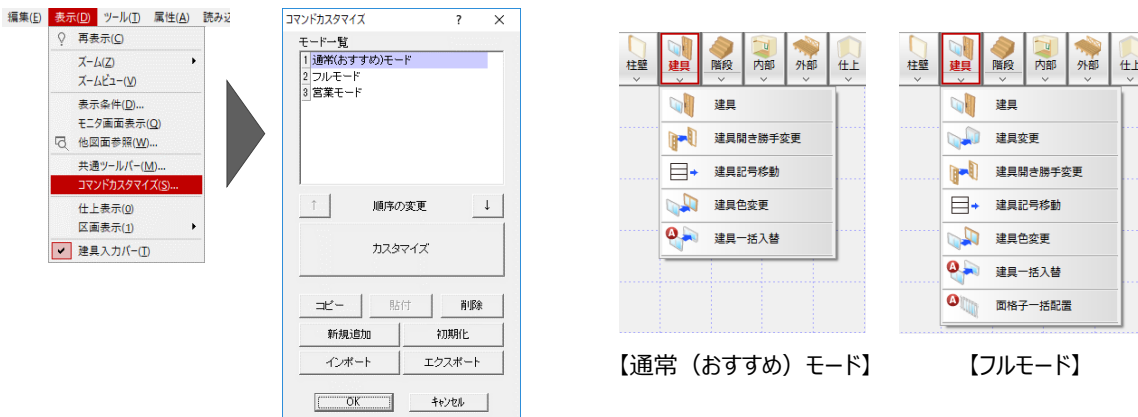 編集(E) 表示(D) ツール(T) 属性(A) 読み込
再表示(C)
ズーム(Z)
ズームビュー(V)
表示条件(D)...
モニタ画面表示(Q)
他図面参照(W)...
共通ツールバー(M)...
コマンドカスタマイズ(S)...
仕上表示(0)
区画表示(1)
建具入力バー(T)
コマンドカスタマイズ ? ×
モード一覧
1 通常(おすすめ)モード
2 フルモード
3 営業モード
↑ 順序の変更 ↓
カスタマイズ
コピー 貼付 削除
新規追加 初期化
インポート エクスポート
OK キャンセル
柱壁 建具 階段 内部 外部 仕上
建具
建具開き勝手変更
建具記号移動
建具色変更
A 建具一括入替
【通常（おすすめ）モード】
柱壁 建具 階段 内部 外部 仕上
建具
建具変更
建具開き勝手変更
建具記号移動
建具色変更
A 建具一括入替
A 面格子一括配置
【フルモード】